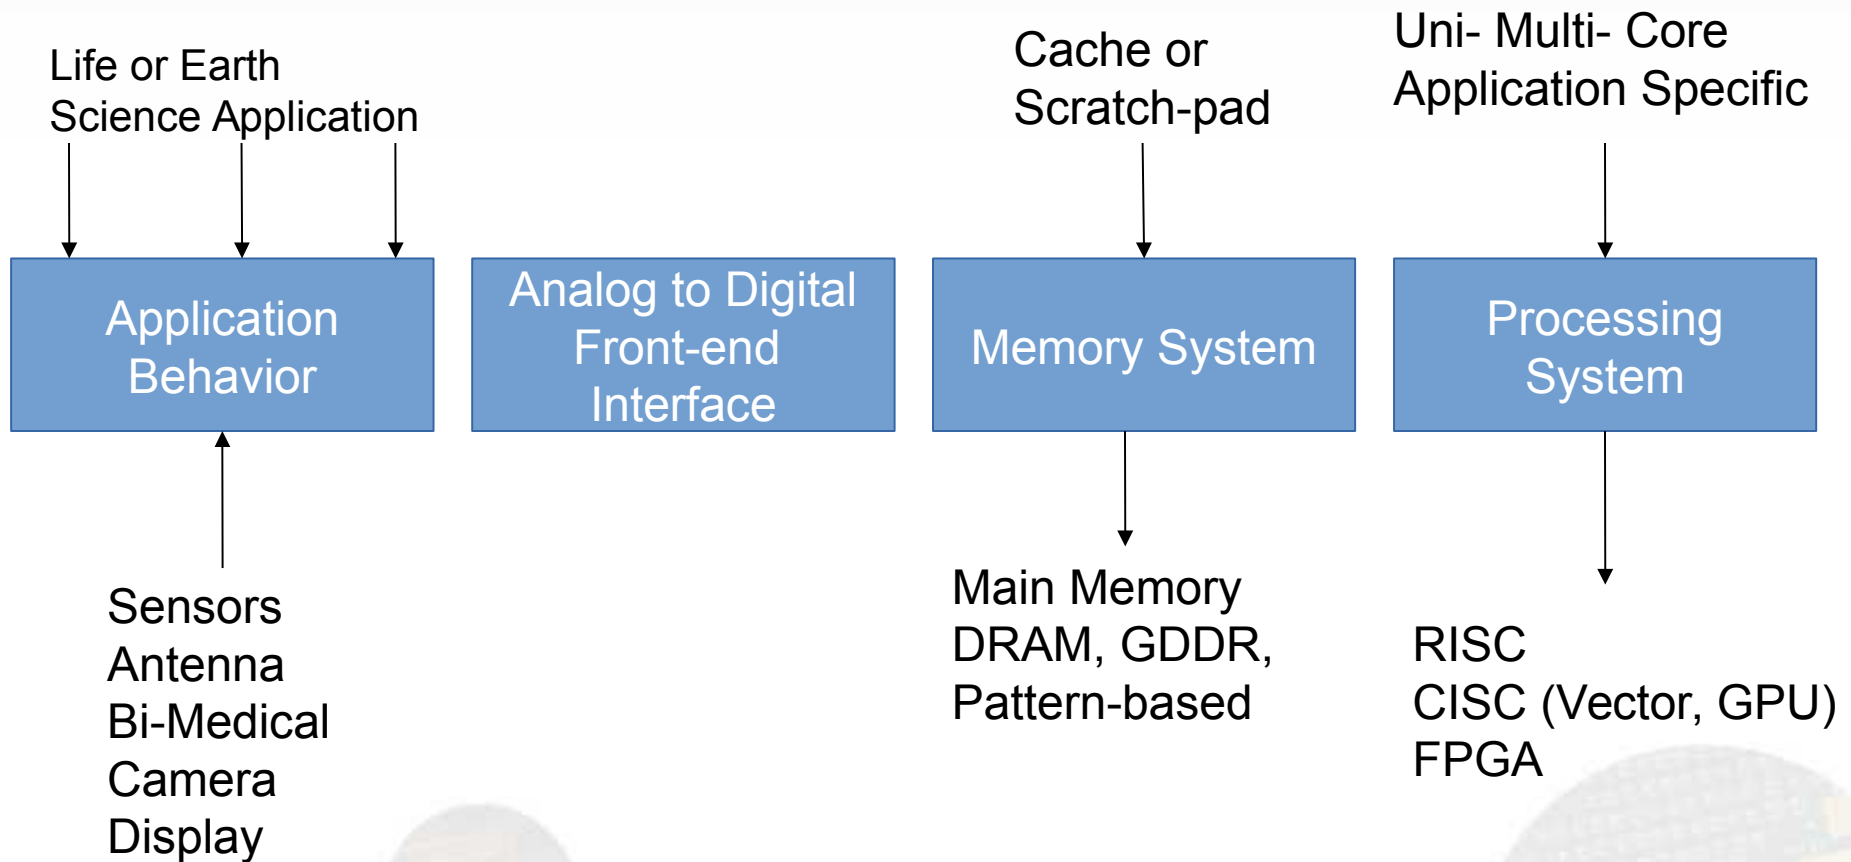 Life or Earth
Science Application
Cache or
Scratch-pad
Uni- Multi- Core
Application Specific
Application
Behavior
Analog to Digital
Front-end
Interface
Memory System
Processing
System
Sensors
Antenna
Bi-Medical
Camera
Display
Main Memory
DRAM, GDDR,
Pattern-based
RISC
CISC (Vector, GPU)
FPGA